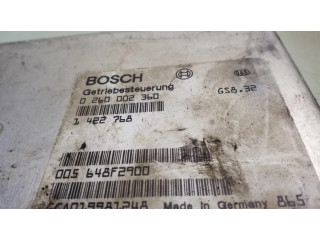 BOSCH
Getriebesteuerung
0 260 002 360 GS8.32
1 422 768
005 648F2900
Made in Germany 865